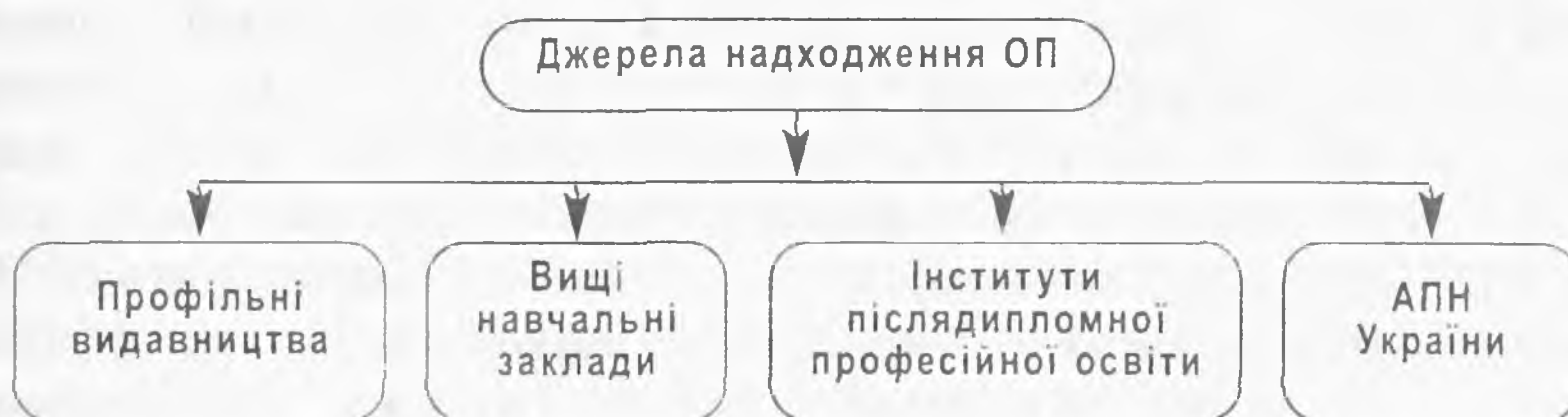 Джерела надходження ОП
Профільні
видавництва
Вищі
навчальні
заклади
Інститути
післядипломної
професійної освіти
АПН
України